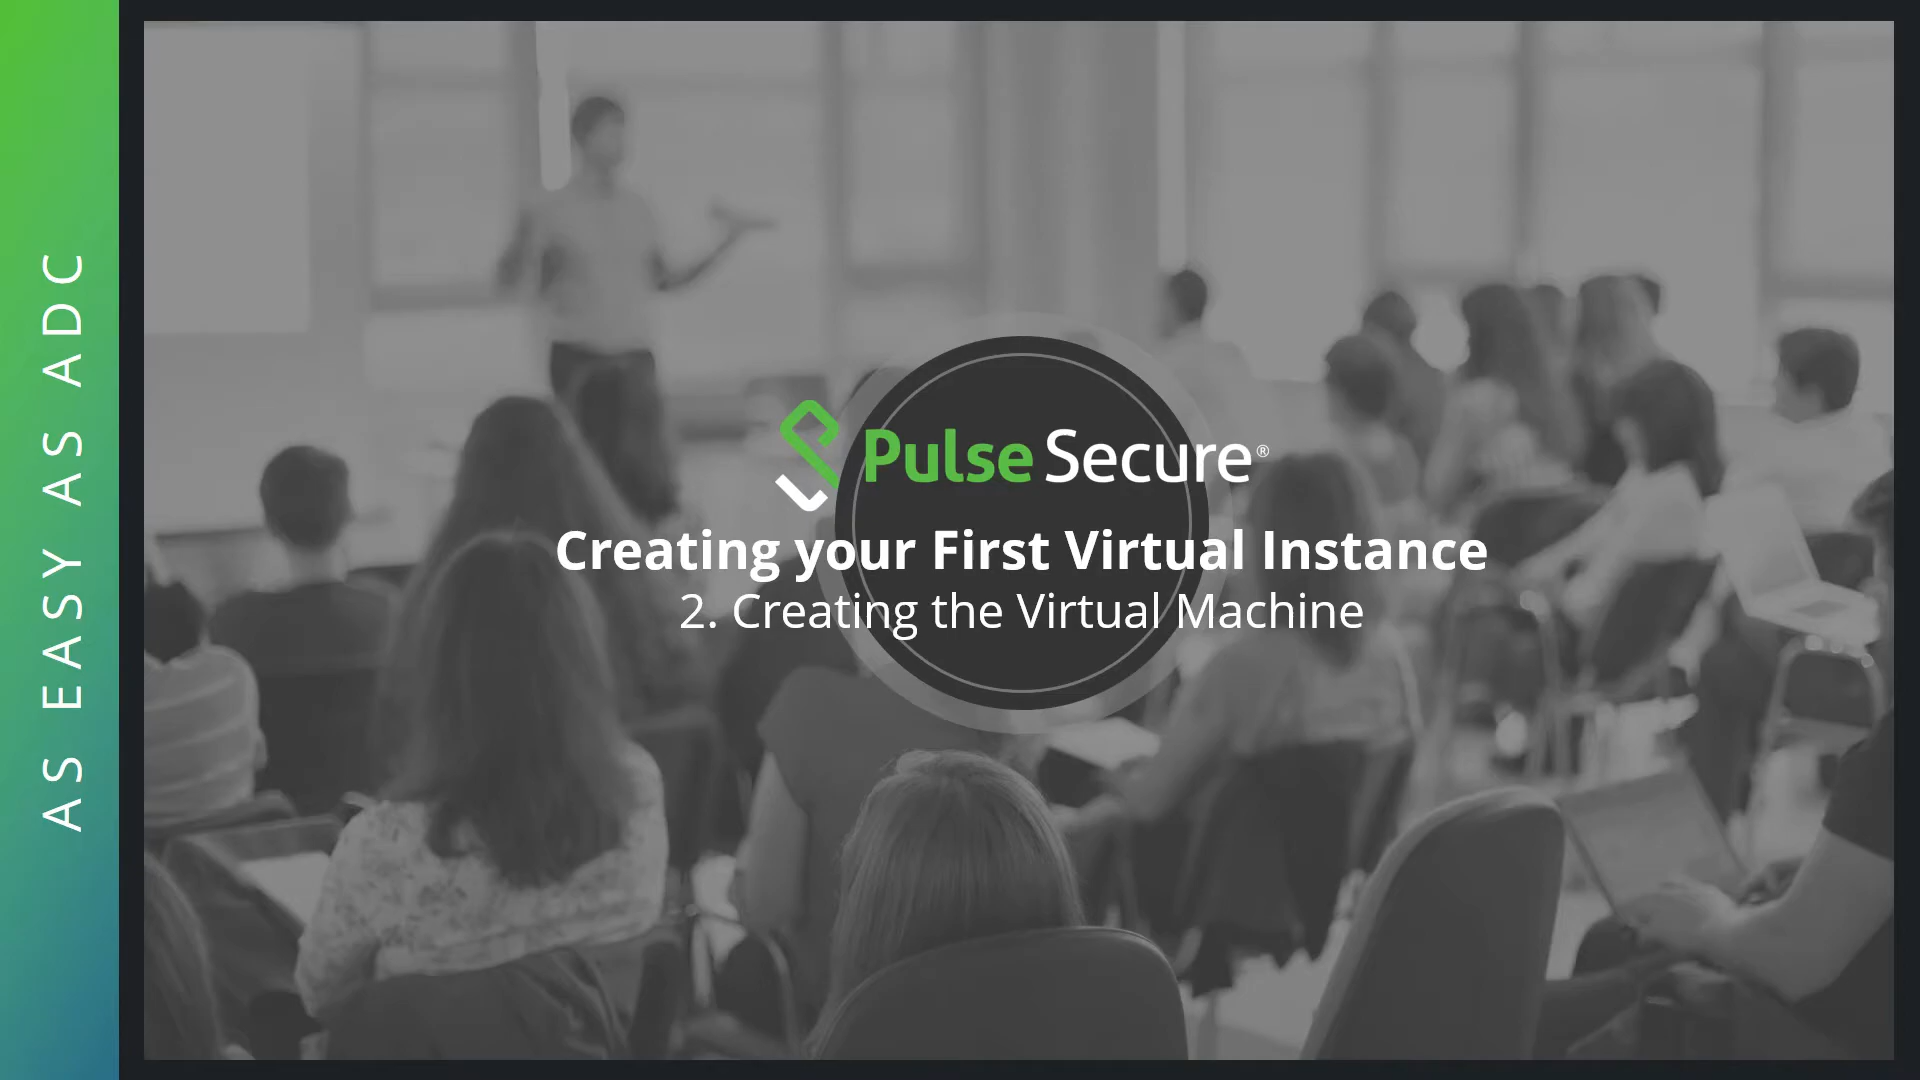 AS EASY AS ADC
Pulse Secure®
Creating your First Virtual Instance
2. Creating the Virtual Machine